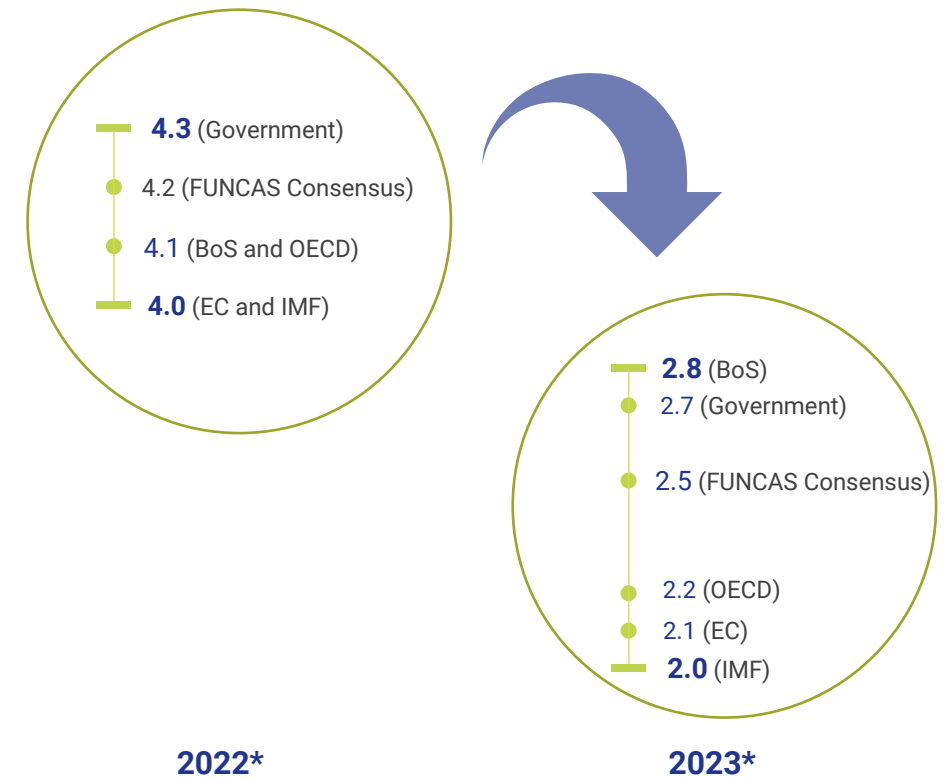 4.3 (Government)
4.2 (FUNCAS Consensus)
4.1 (BoS and OECD)
4.0 (EC and IMF)
2.8 (BoS)
2.7 (Government)
2.5 (FUNCAS Consensus)
2.2 (OECD)
2.1 (EC)
2.0 (IMF)
2022*
2023*